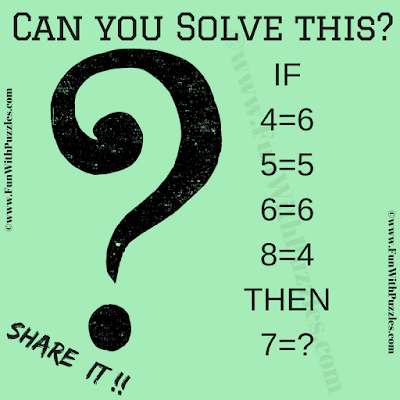 CAN YOU SOLVE THIS?
IF
4=6
5=5
6=6
8=4
THEN
7=?
SHARE IT !!
©www.FunWithPuzzles.com
©www.FunWithPuzzles.com
©www.FunWithPuzzles.com